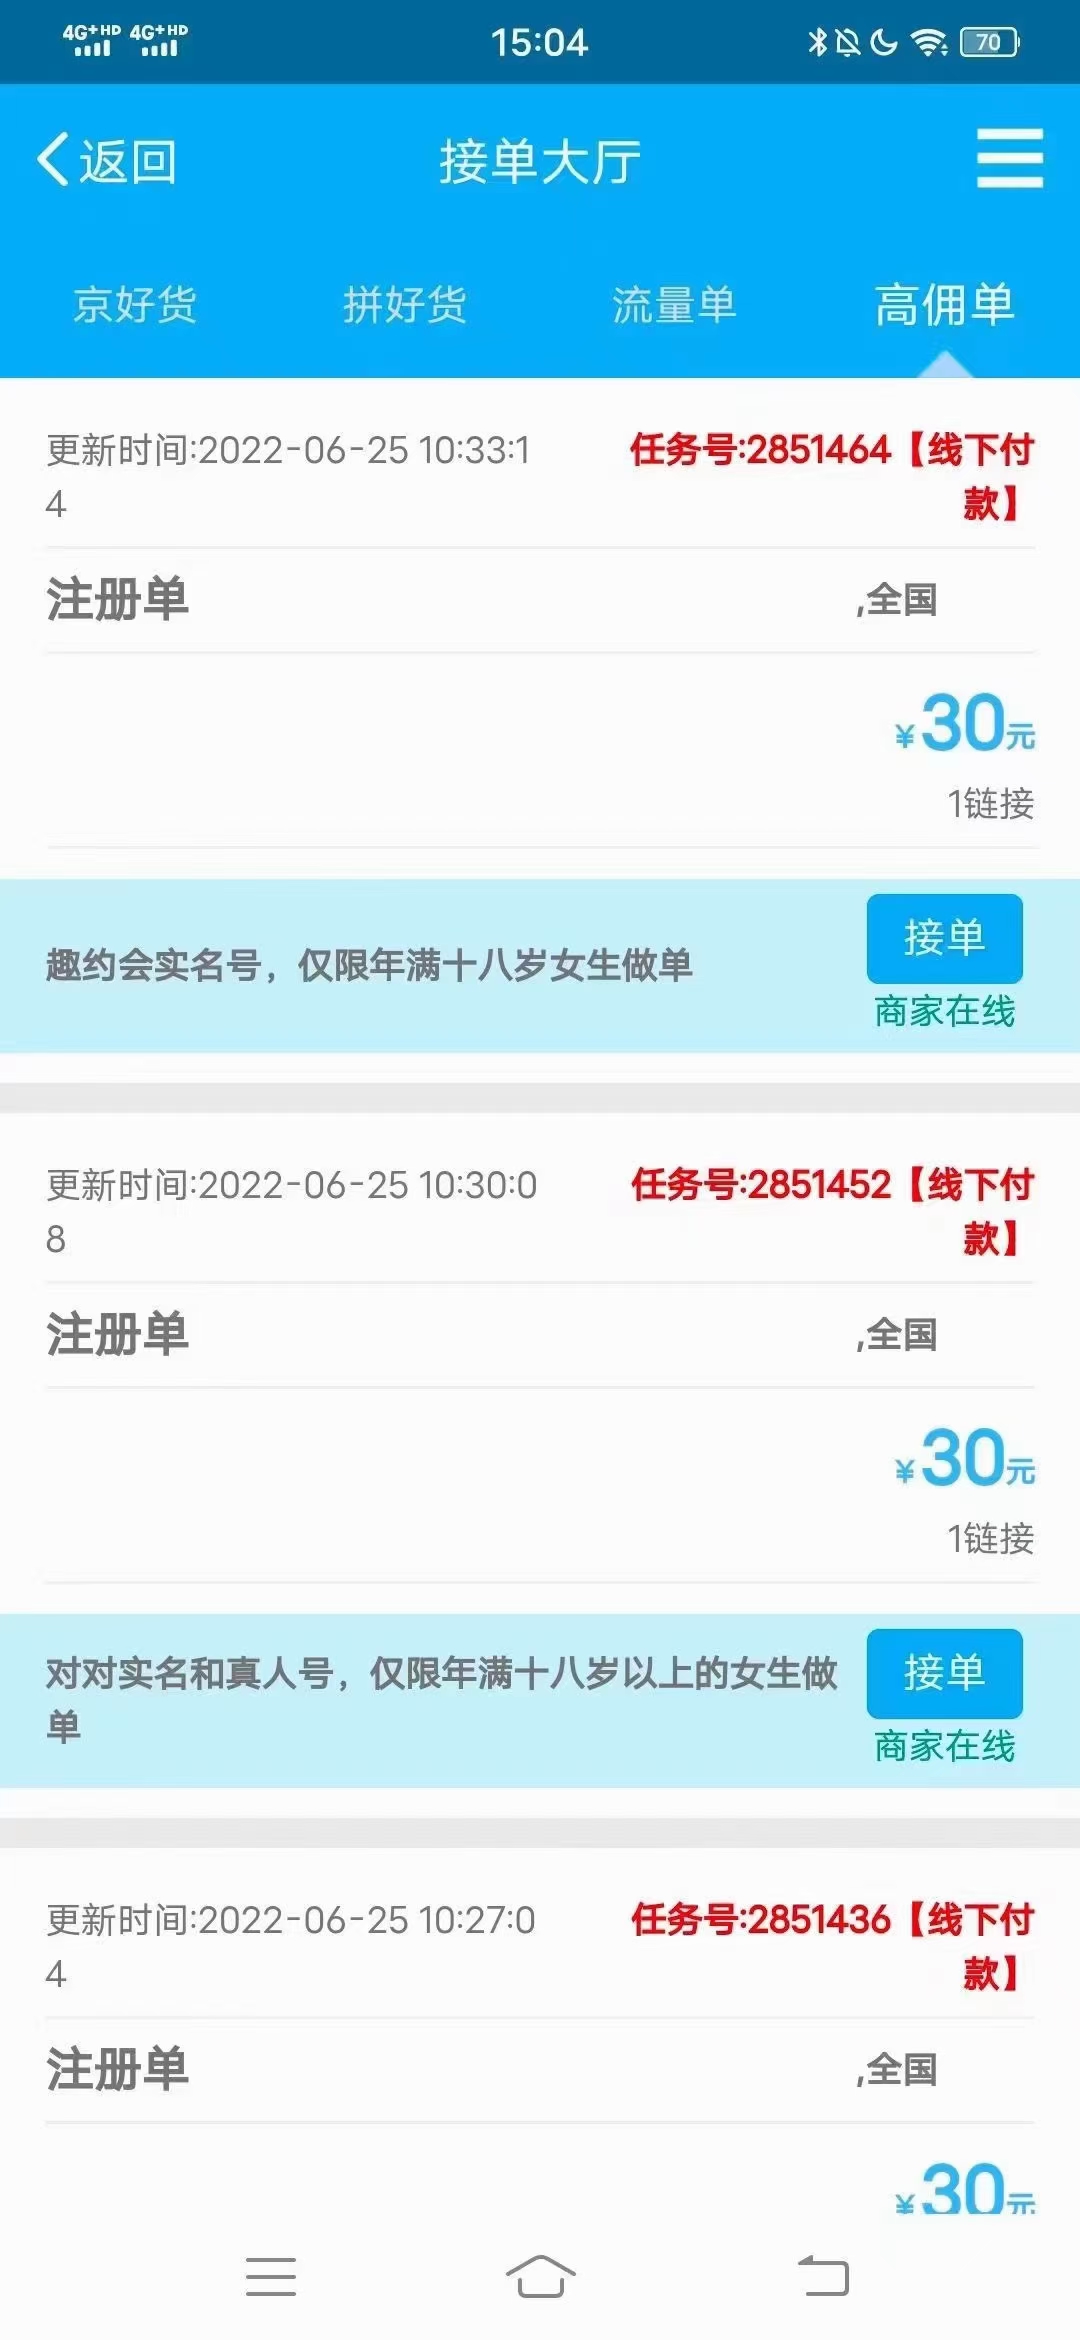 4G+HD 4G+HD 15:04 70
返回 接单大厅
京好货 拼好货 流量单 高佣单
更新时间:2022-06-25 10:33:1
4
任务号:2851464【线下付
款】
注册单 ,全国
¥30元
1链接
趣约会实名号，仅限年满十八岁女生做单
接单
商家在线
更新时间:2022-06-25 10:30:0
8
任务号:2851452【线下付
款】
注册单 ,全国
¥30元
1链接
对对实名和真人号，仅限年满十八岁以上的女生做
单
接单
商家在线
更新时间:2022-06-25 10:27:0
4
任务号:2851436【线下付
款】
注册单 ,全国
¥30元